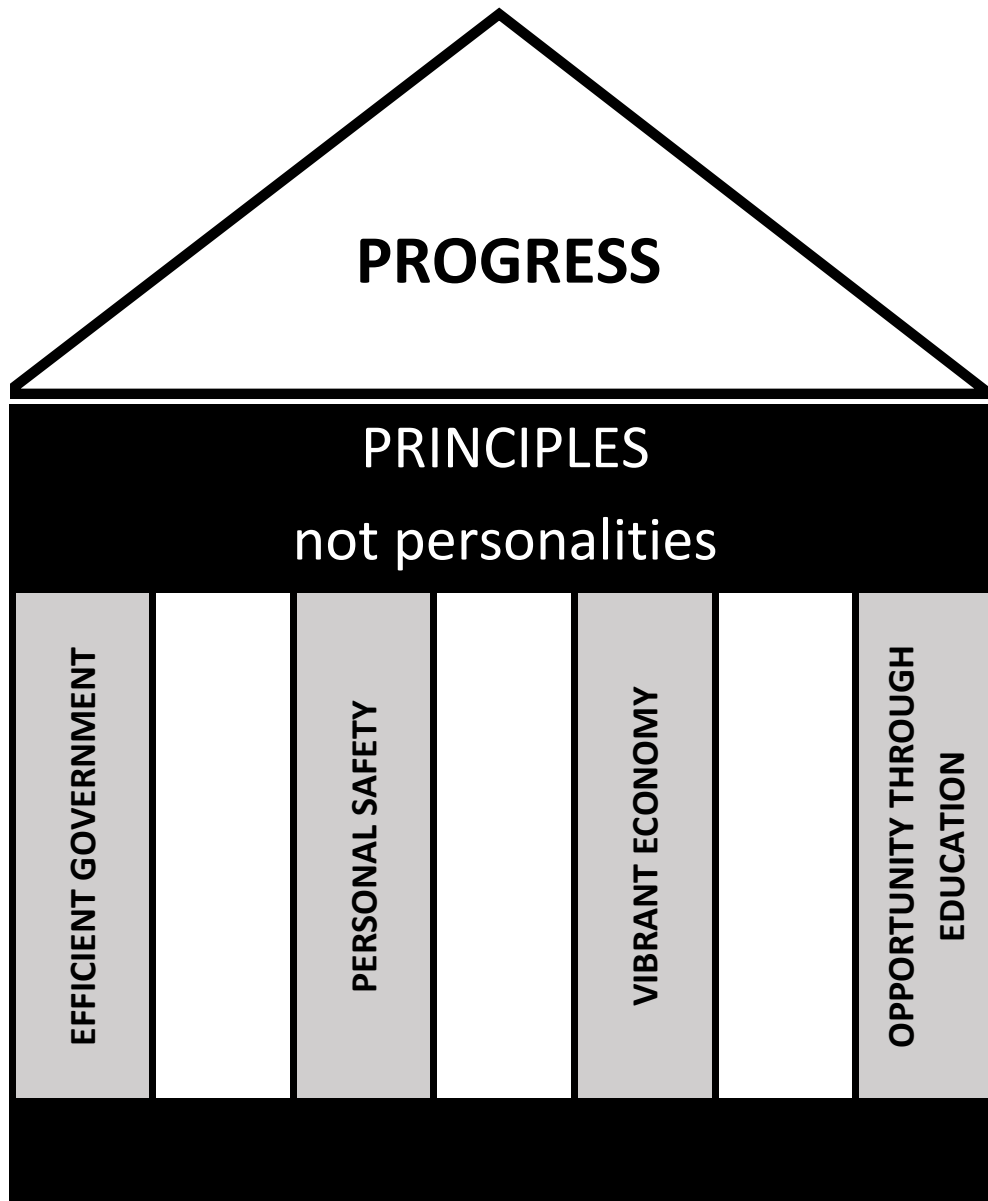 PROGRESS
PRINCIPLES
not personalities
EFFICIENT GOVERNMENT
PERSONAL SAFETY
VIBRANT ECONOMY
OPPORTUNITY THROUGH
EDUCATION